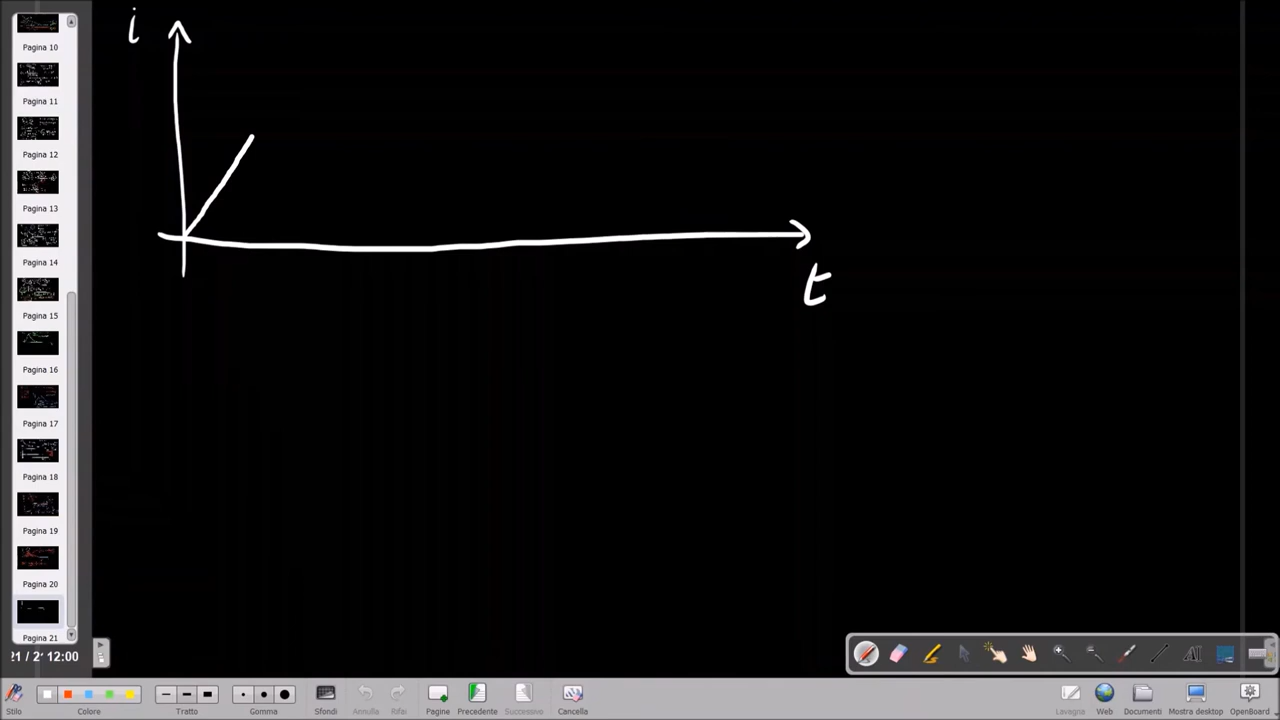 i
t
Pagina 10
Pagina 11
Pagina 12
Pagina 13
Pagina 14
Pagina 15
Pagina 16
Pagina 17
Pagina 18
Pagina 19
Pagina 20
Pagina 21
12:00
Stilo
Colore
Tratto
Gomma
Sfondi
Annulla
Rifai
Pagine
Precedente
Successivo
Cancella
Lavagna
Web
Documenti
Mostra desktop
OpenBoard